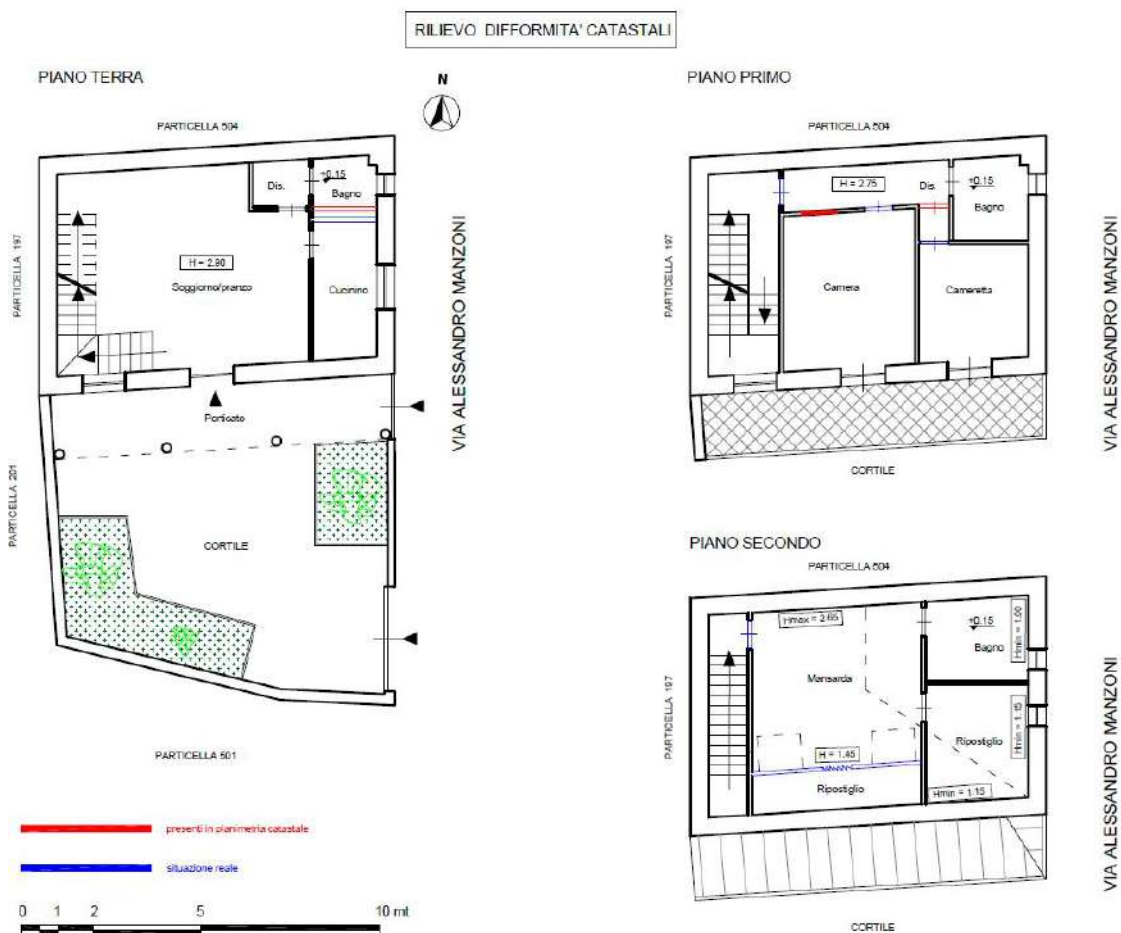 RILIEVO DIFFORMITA' CATASTALI
PIANO TERRA
N
PARTICELLA 504
Dis.
+0.15
Bagno
PARTICELLA 197
H = 2.90
Soggiorno/pranzo
Cucinino
VIA ALESSANDRO MANZONI
Porticato
PARTICELLA 201
CORTILE
PARTICELLA 501
PIANO PRIMO
PARTICELLA 504
H = 2.75
Dis.
+0.15
Bagno
PARTICELLA 197
Camera
Cameretta
VIA ALESSANDRO MANZONI
CORTILE
PIANO SECONDO
PARTICELLA 504
Hmax = 2.65
+0.15
Bagno
Hmin = 1.00
Mansarda
PARTICELLA 197
H = 1.45
Ripostiglio
Hmin = 1.15
Ripostiglio
Hmin = 1.15
VIA ALESSANDRO MANZONI
CORTILE
presenti in planimetria catastale
situazione reale
0 1 2 5 10 mt